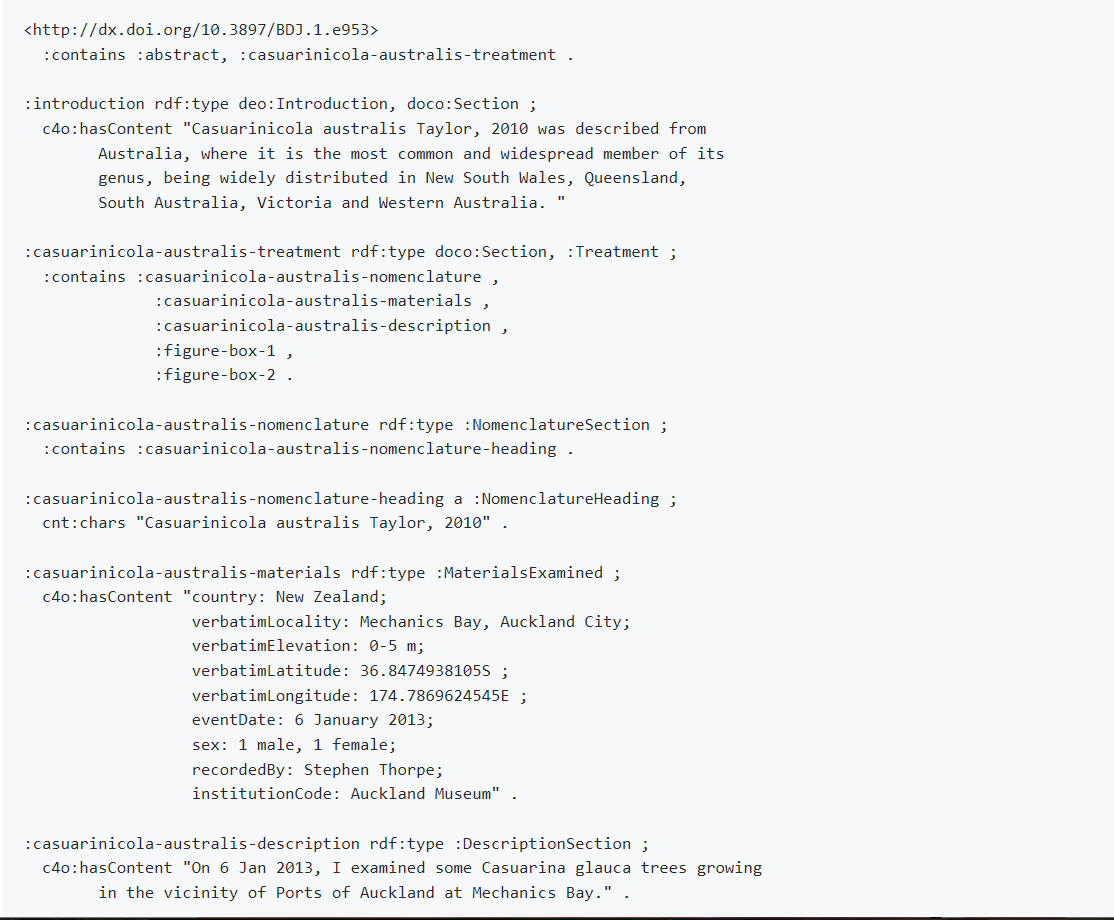 <http://dx.doi.org/10.3897/BDJ.1.e953>
:contains :abstract, :casuarinicola-australis-treatment .
:introduction rdf:type deo:Introduction, doco:Section ;
c4o:hasContent "Casuarinicola australis Taylor, 2010 was described from
Australia, where it is the most common and widespread member of its
genus, being widely distributed in New South Wales, Queensland,
South Australia, Victoria and Western Australia. "
:casuarinicola-australis-treatment rdf:type doco:Section, :Treatment ;
:contains :casuarinicola-australis-nomenclature ,
:casuarinicola-australis-materials ,
:casuarinicola-australis-description ,
:figure-box-1 ,
:figure-box-2 .
:casuarinicola-australis-nomenclature rdf:type :NomenclatureSection ;
:contains :casuarinicola-australis-nomenclature-heading .
:casuarinicola-australis-nomenclature-heading a :NomenclatureHeading ;
cnt:chars "Casuarinicola australis Taylor, 2010" .
:casuarinicola-australis-materials rdf:type :MaterialsExamined ;
c4o:hasContent "country: New Zealand;
verbatimLocality: Mechanics Bay, Auckland City;
verbatimElevation: 0-5 m;
verbatimLatitude: 36.8474938105S ;
verbatimLongitude: 174.7869624545E ;
eventDate: 6 January 2013;
sex: 1 male, 1 female;
recordedBy: Stephen Thorpe;
institutionCode: Auckland Museum" .
:casuarinicola-australis-description rdf:type :DescriptionSection ;
c4o:hasContent "On 6 Jan 2013, I examined some Casuarina glauca trees growing
in the vicinity of Ports of Auckland at Mechanics Bay." .